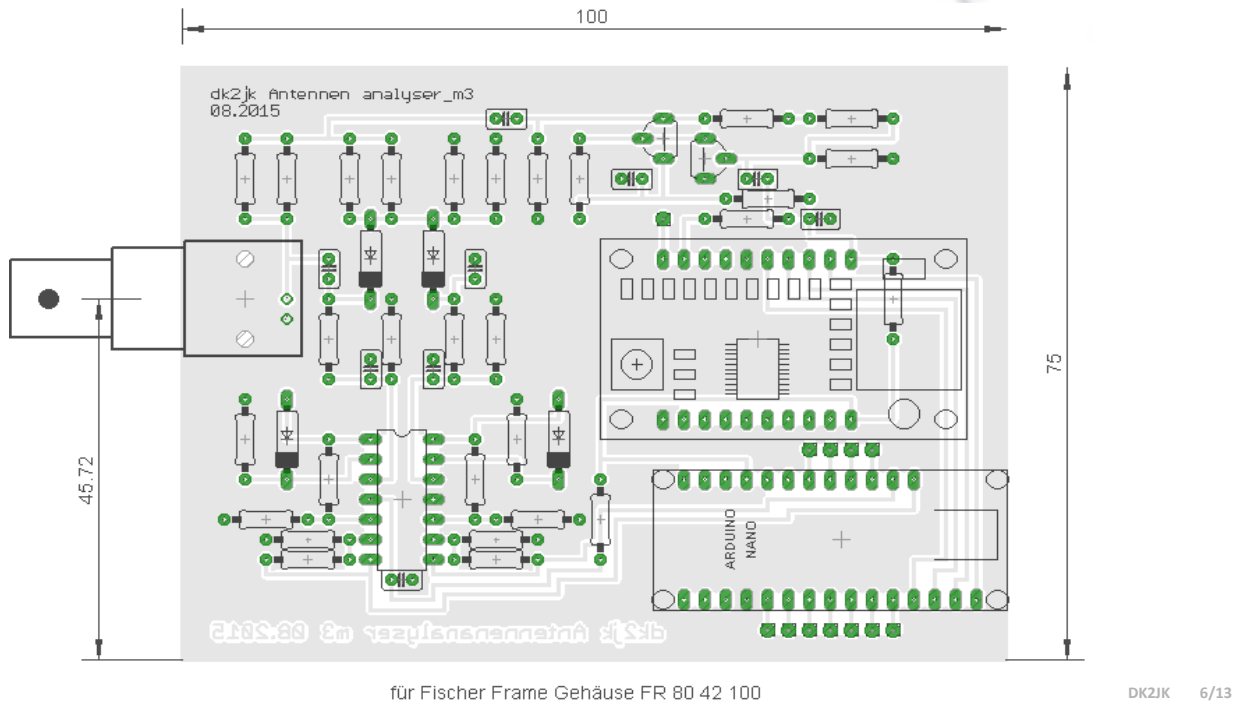 100
dk2jk Antennen analyser_m3
08.2015
75
45.72
ARDUINO
NANO
dk2jk Antennenanalyser m3 08.2015
für Fischer Frame Gehäuse FR 80 42 100
DK2JK 6/13